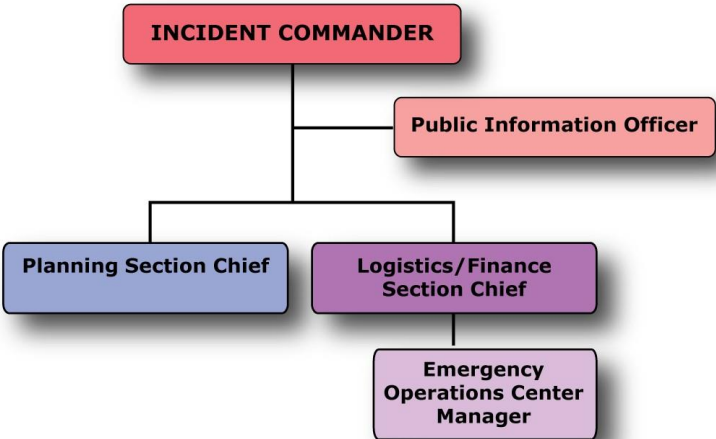 INCIDENT COMMANDER
Public Information Officer
Planning Section Chief
Logistics/Finance
Section Chief
Emergency
Operations Center
Manager